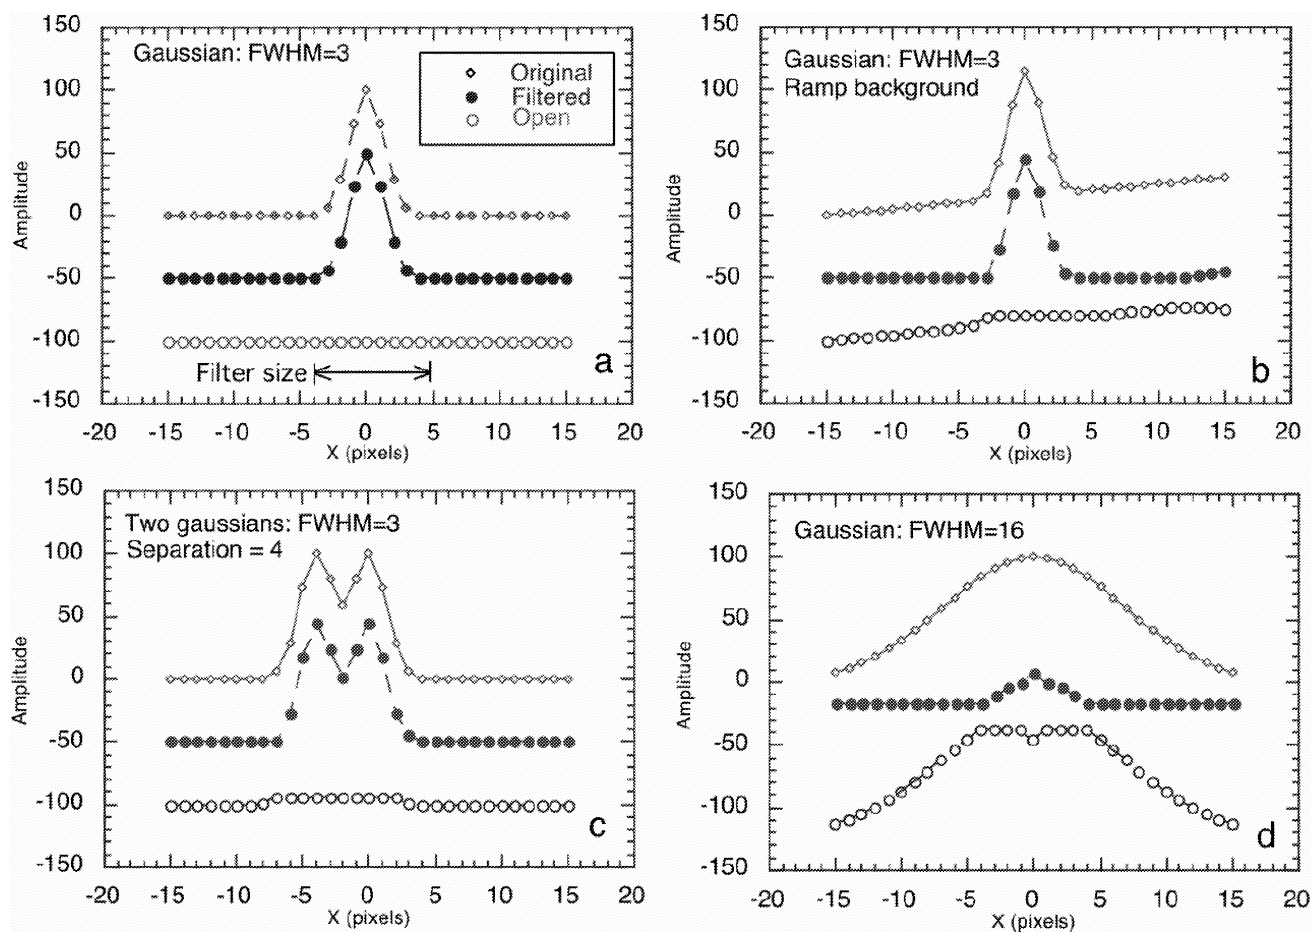 Gaussian: FWHM=3
Original
Filtered
Open
Amplitude
150
100
50
0
-50
-100
-150
Filter size
a
-20 -15 -10 -5 0 5 10 15 20
X (pixels)
Gaussian: FWHM=3
Ramp background
Amplitude
150
100
50
0
-50
-100
-150
b
-20 -15 -10 -5 0 5 10 15 20
X (pixels)
Two gaussians: FWHM=3
Separation = 4
Amplitude
150
100
50
0
-50
-100
-150
c
-20 -15 -10 -5 0 5 10 15 20
X (pixels)
Gaussian: FWHM=16
Amplitude
150
100
50
0
-50
-100
-150
d
-20 -15 -10 -5 0 5 10 15 20
X (pixels)